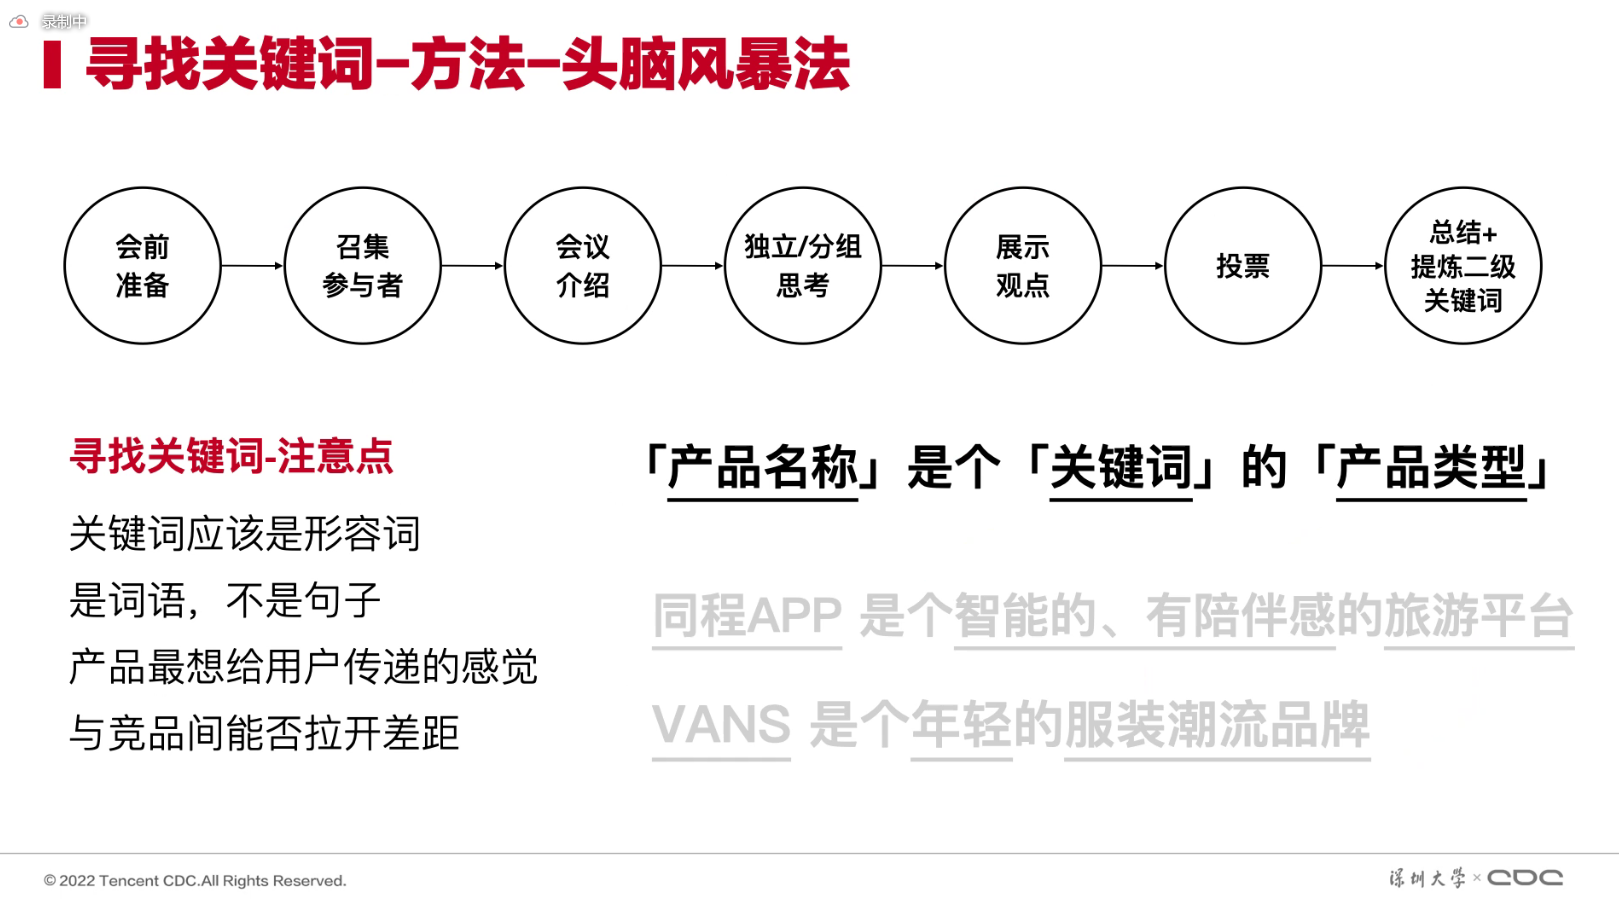 录制中
寻找关键词–方法–头脑风暴法
会前
准备
召集
参与者
会议
介绍
独立/分组
思考
展示
观点
投票
总结+
提炼二级
关键词
寻找关键词-注意点
关键词应该是形容词
是词语，不是句子
产品最想给用户传递的感觉
与竞品间能否拉开差距
「产品名称」是个「关键词」的「产品类型」
同程APP 是个智能的、有陪伴感的旅游平台
VANS 是个年轻的服装潮流品牌
© 2022 Tencent CDC.All Rights Reserved.
深圳大学 × CDC